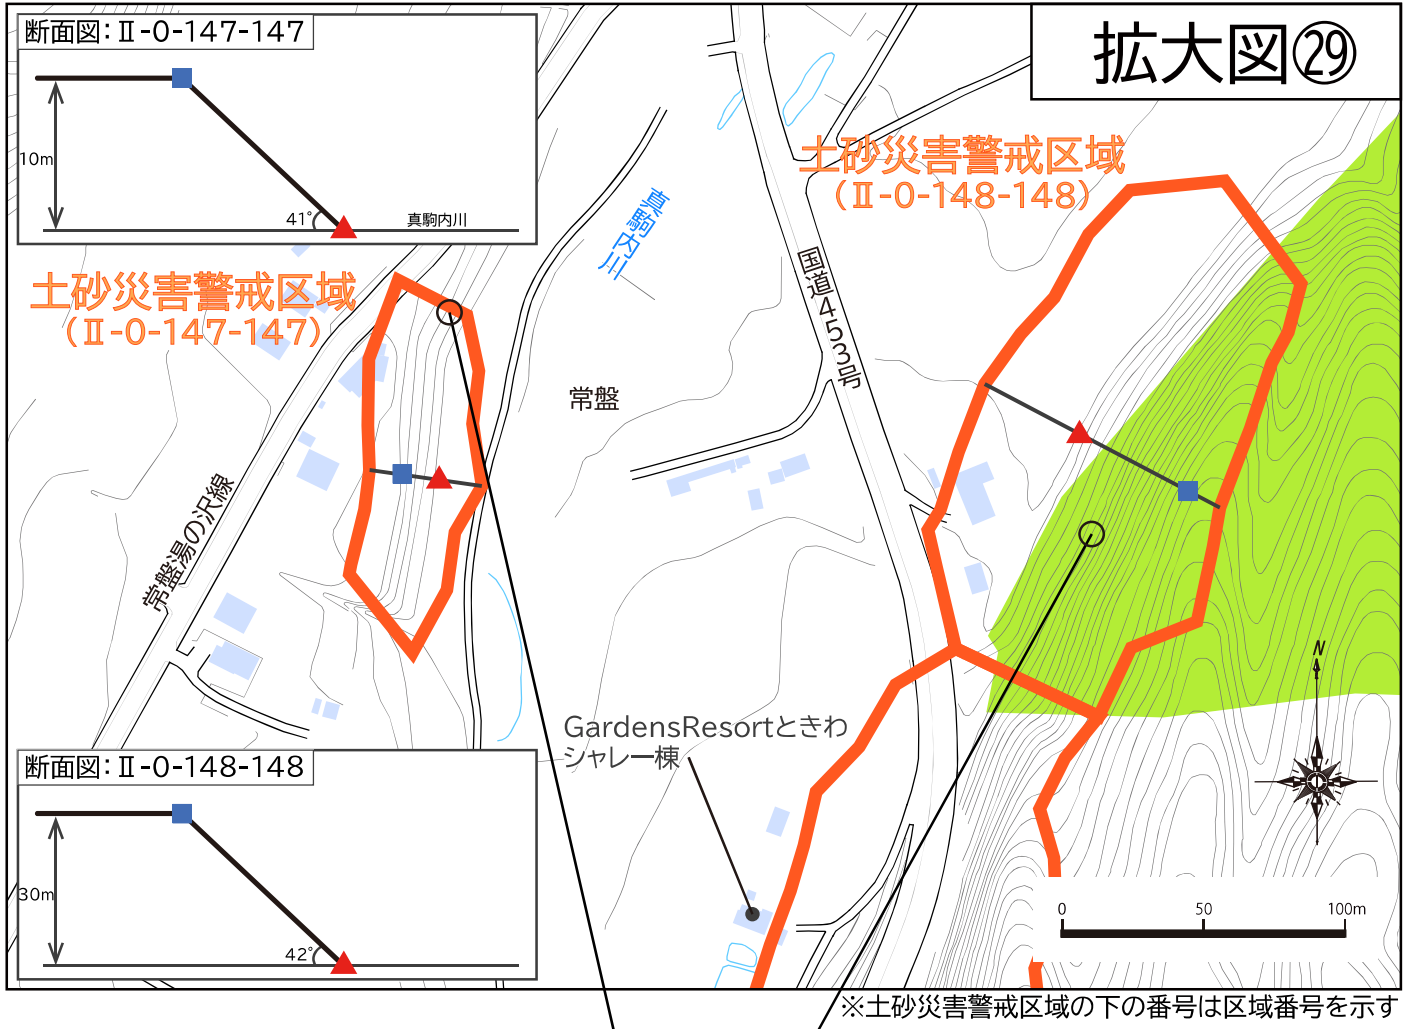 断面図：Ⅱ-0-147-147
10m
41°
真駒内川
拡大図㉙
土砂災害警戒区域
（Ⅱ-0-148-148）
真駒内川
国道453号
土砂災害警戒区域
（Ⅱ-0-147-147）
常盤
常盤湯の沢線
N
GardensResortときわ
シャレー棟
断面図：Ⅱ-0-148-148
30m
42°
0 50 100m
※土砂災害警戒区域の下の番号は区域番号を示す